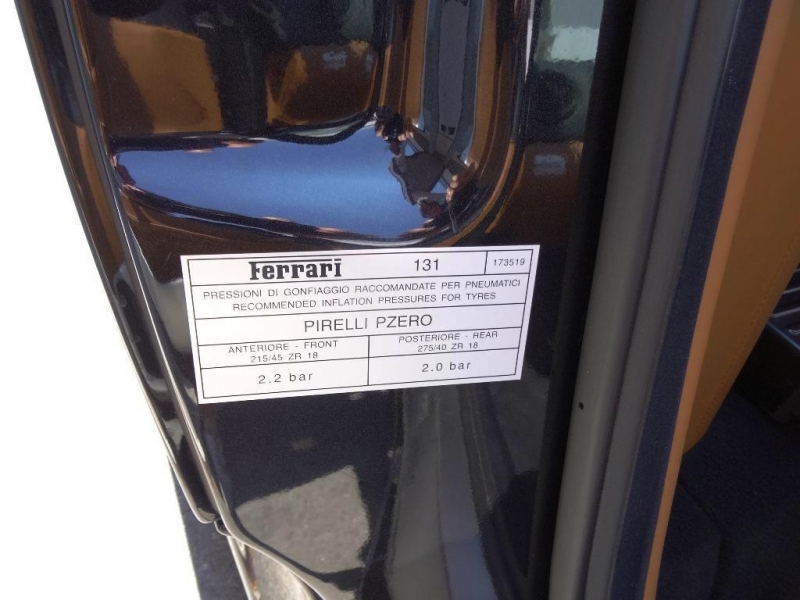 Ferrari 131 173519
PRESSIONI DI GONFIAGGIO RACCOMANDATE PER PNEUMATICI
RECOMMENDED INFLATION PRESSURES FOR TYRES
PIRELLI PZERO
ANTERIORE - FRONT
215/45 ZR 18
POSTERIORE - REAR
275/40 ZR 18
2.2 bar
2.0 bar